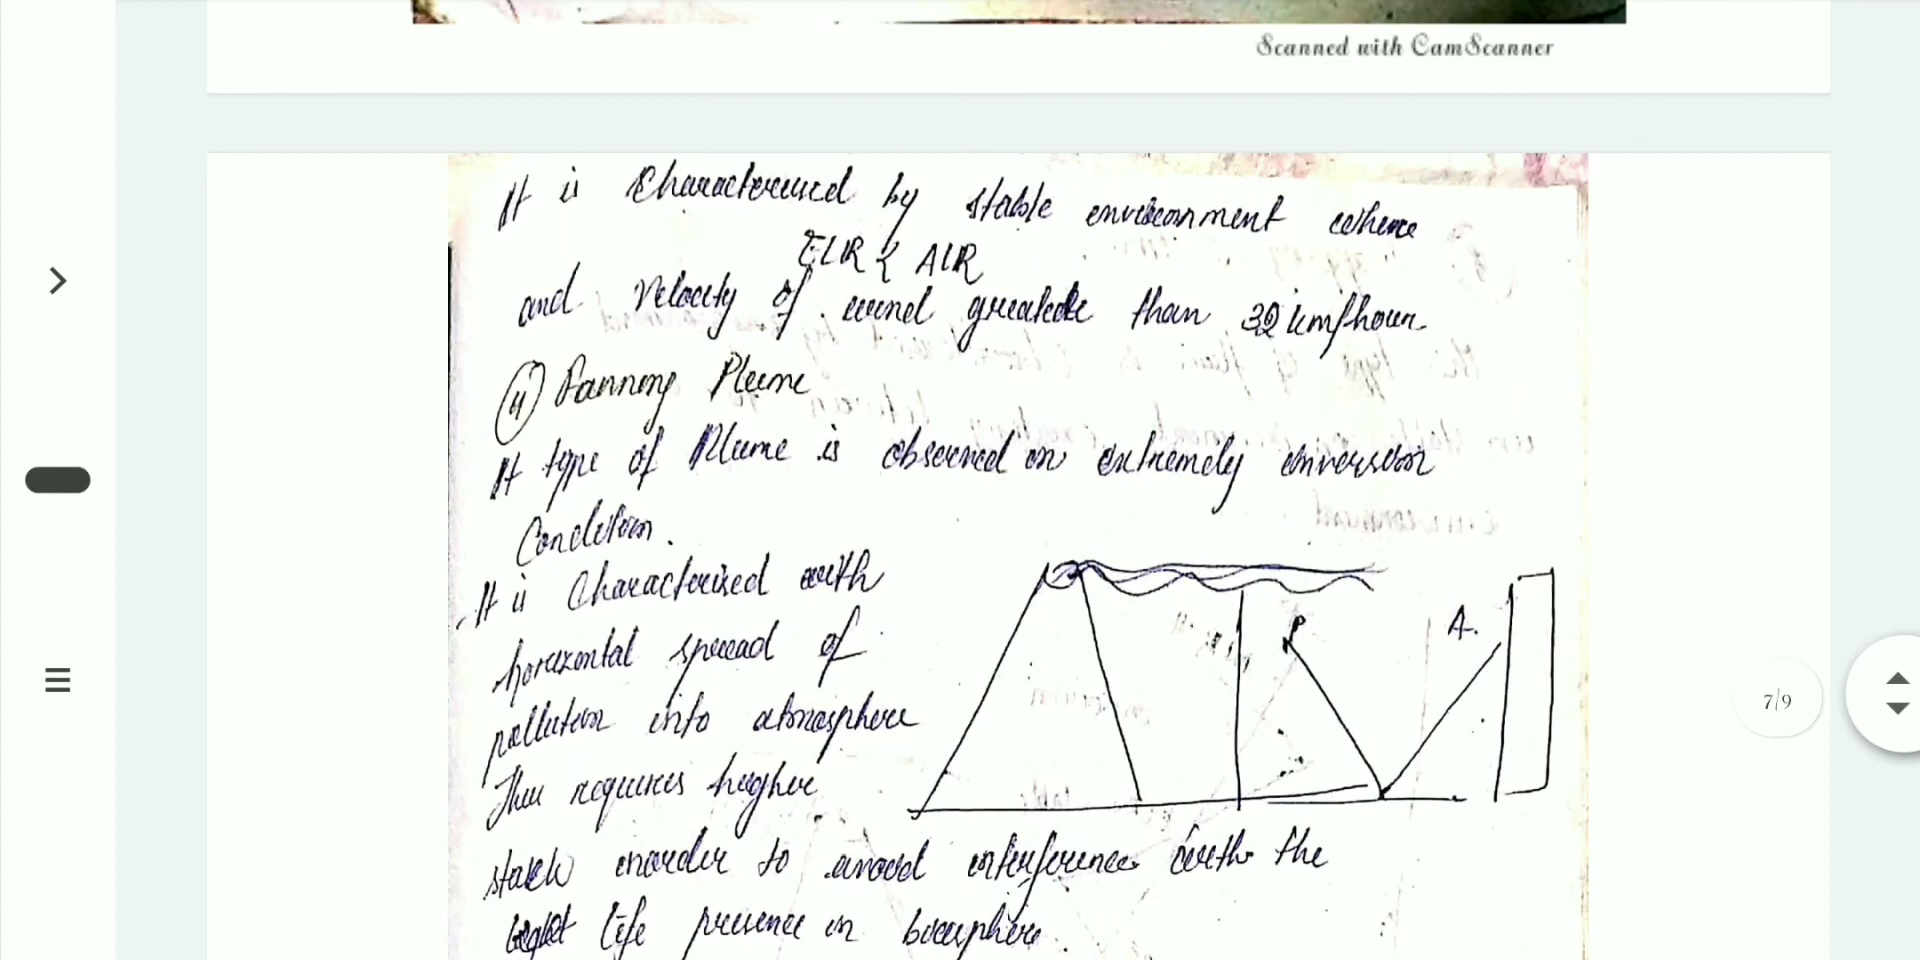 Scanned with CamScanner
It is Characterised by stable environment where
ELR < ALR
and Velocity of wind greater than 32 km/hour
④ Fanning Plume
It type of Plume is observed in extremely inversion
Condition.
It is Characterised with
horizontal spread of
pollution into atmosphere
This requires higher
stack inorder to avoid interference with the
life presence in biosphere.
P
A
7/9